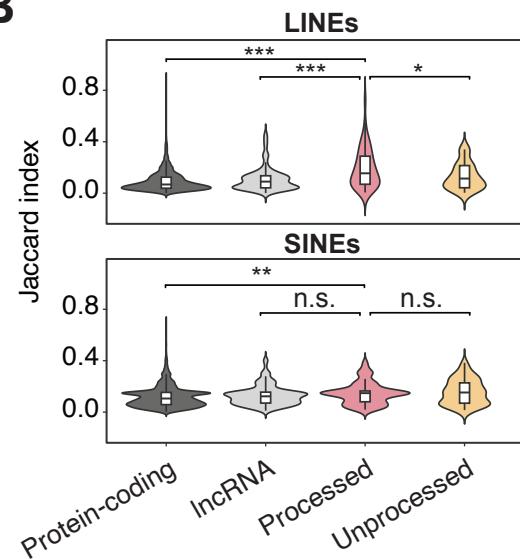 B
LINEs
***
*** *
0.8
0.4
0.0
Jaccard index
SINEs
**
n.s. n.s.
0.8
0.4
0.0
Protein-coding
lncRNA
Processed
Unprocessed